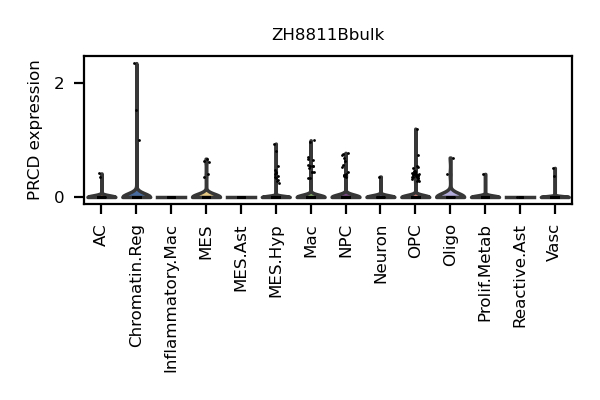 ZH8811Bbulk
PRCD expression
2
0
AC
Chromatin.Reg
Inflammatory.Mac
MES
MES.Ast
MES.Hyp
Mac
NPC
Neuron
OPC
Oligo
Prolif.Metab
Reactive.Ast
Vasc